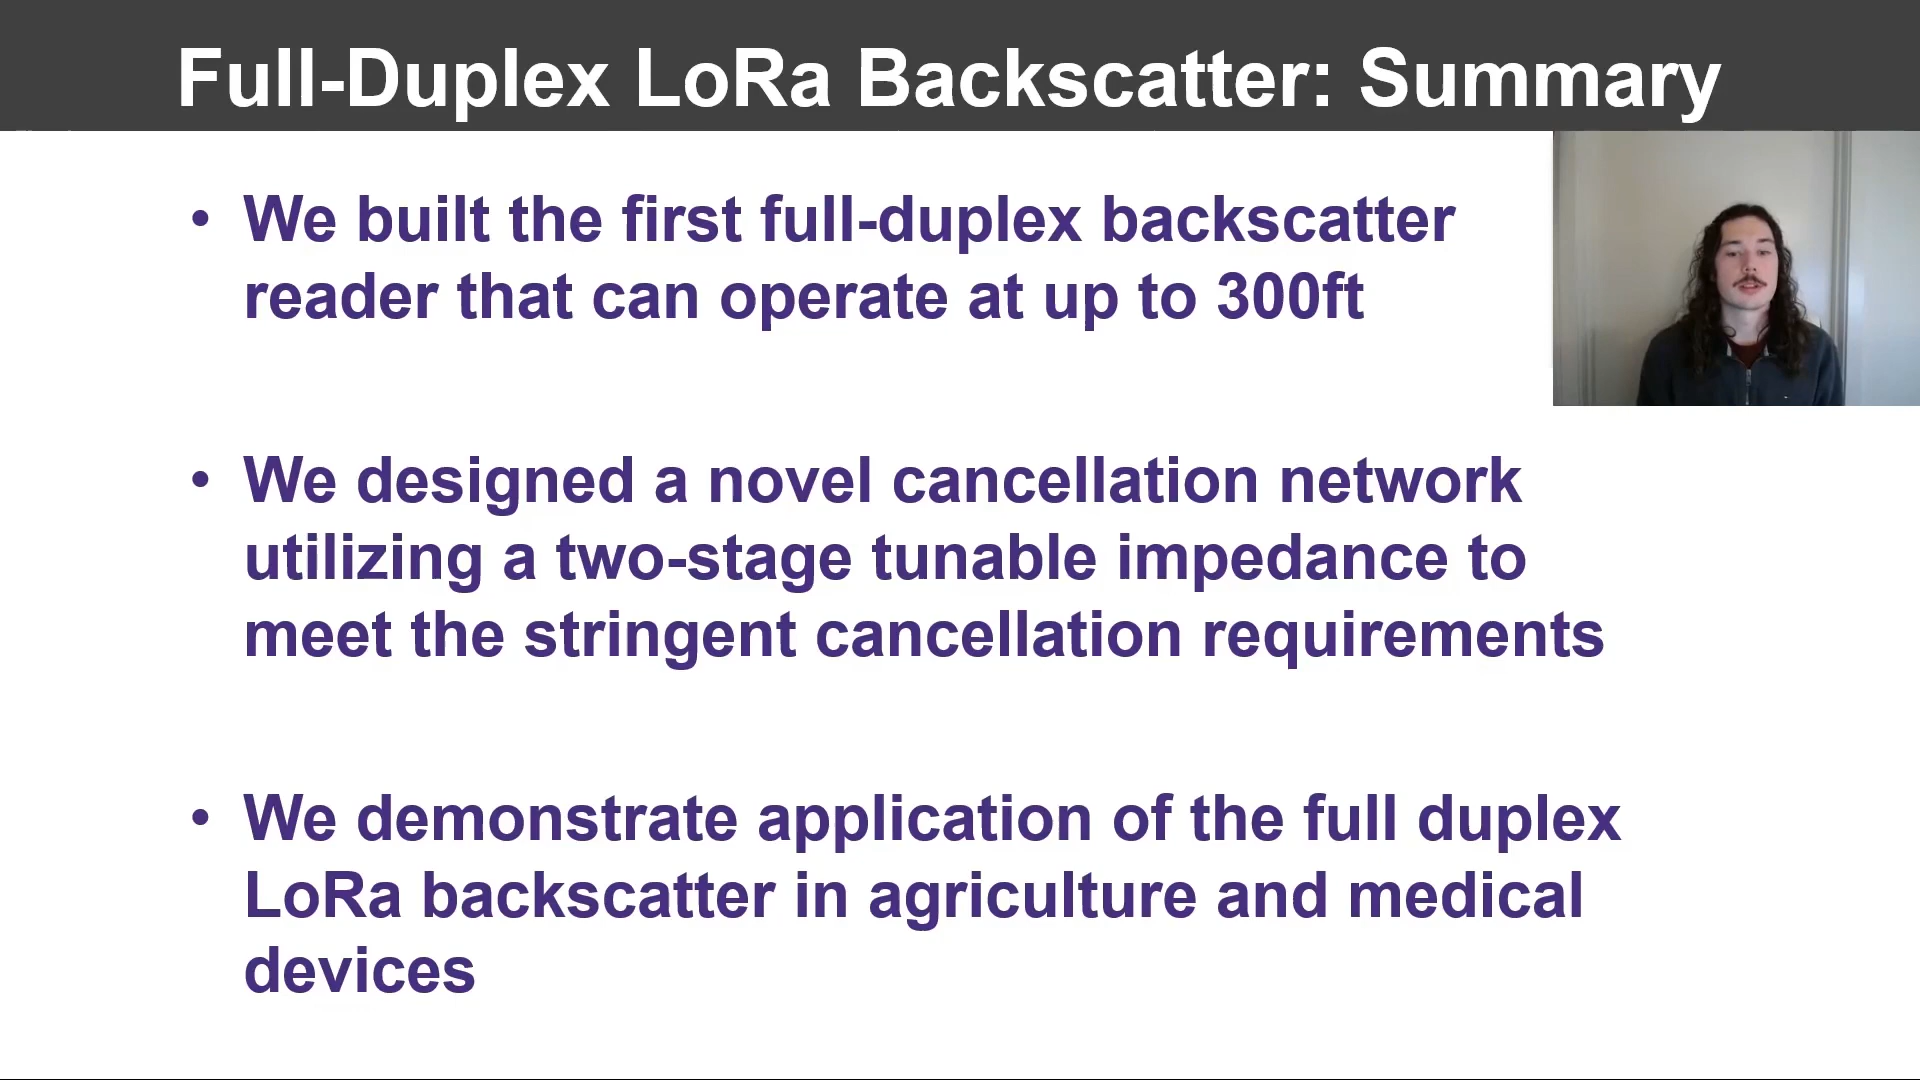 Full-Duplex LoRa Backscatter: Summary
• We built the first full-duplex backscatter
reader that can operate at up to 300ft
• We designed a novel cancellation network
utilizing a two-stage tunable impedance to
meet the stringent cancellation requirements
• We demonstrate application of the full duplex
LoRa backscatter in agriculture and medical
devices